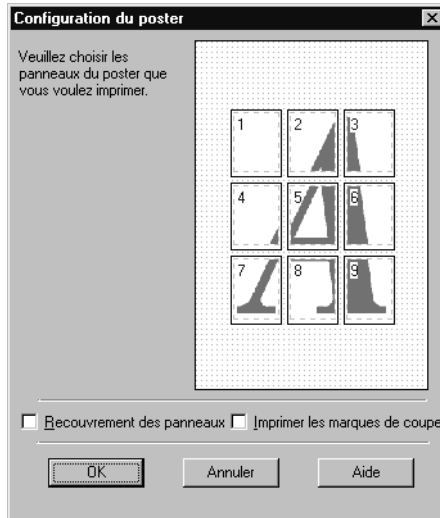 Configuration du poster
Veuillez choisir les
panneaux du poster que
vous voulez imprimer.
1 2 3
4 5 6
7 8 9
Recouvrement des panneaux Imprimer les marques de coupe
OK Annuler Aide